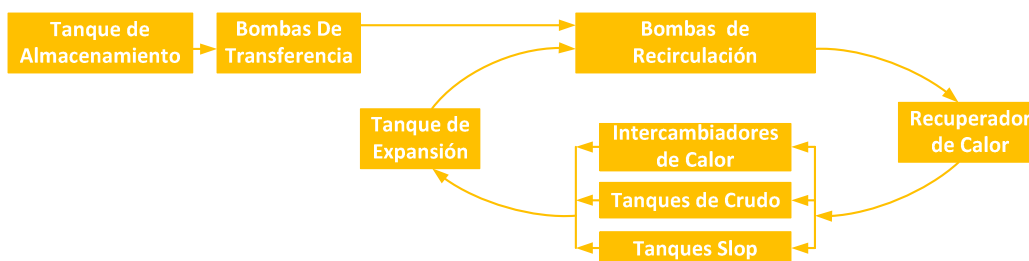 Tanque de
Almacenamiento
Bombas De
Transferencia
Bombas de
Recirculación
Tanque de
Expansión
Intercambiadores
de Calor
Recuperador
de Calor
Tanques de Crudo
Tanques Slop